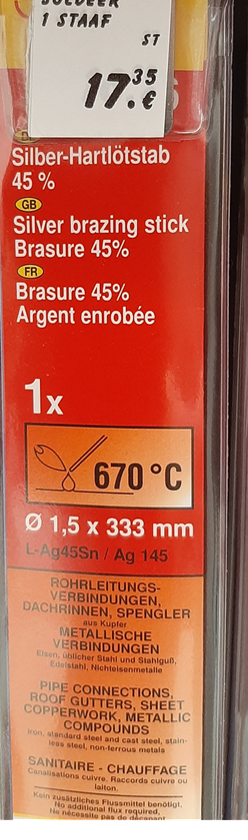 1 STAAF
ST
17.35
€
Silber-Hartlötstab
45 %
GB
Silver brazing stick
Brasure 45%
FR
Brasure 45%
Argent enrobée
1x
670 °C
Ø 1,5 x 333 mm
L-Ag45Sn / Ag 145
ROHRLEITUNGS-
VERBINDUNGEN,
DACHRINNEN, SPENGLER
aus Kupfer
METALLISCHE
VERBINDUNGEN
Eisen, üblicher Stahl und Stahlguß,
Edelstahl, Nichteisenmetalle
PIPE CONNECTIONS,
ROOF GUTTERS, SHEET
COPPERWORK, METALLIC
COMPOUNDS
iron, standard steel and cast steel, stain-
less steel, non-ferrous metals
SANITAIRE - CHAUFFAGE
Canalisations cuivre. Raccords cuivre ou
laiton.
Kein zusätzliches Flussmittel benötigt.
No additional flux required.
Ne nécessite pas de décapant